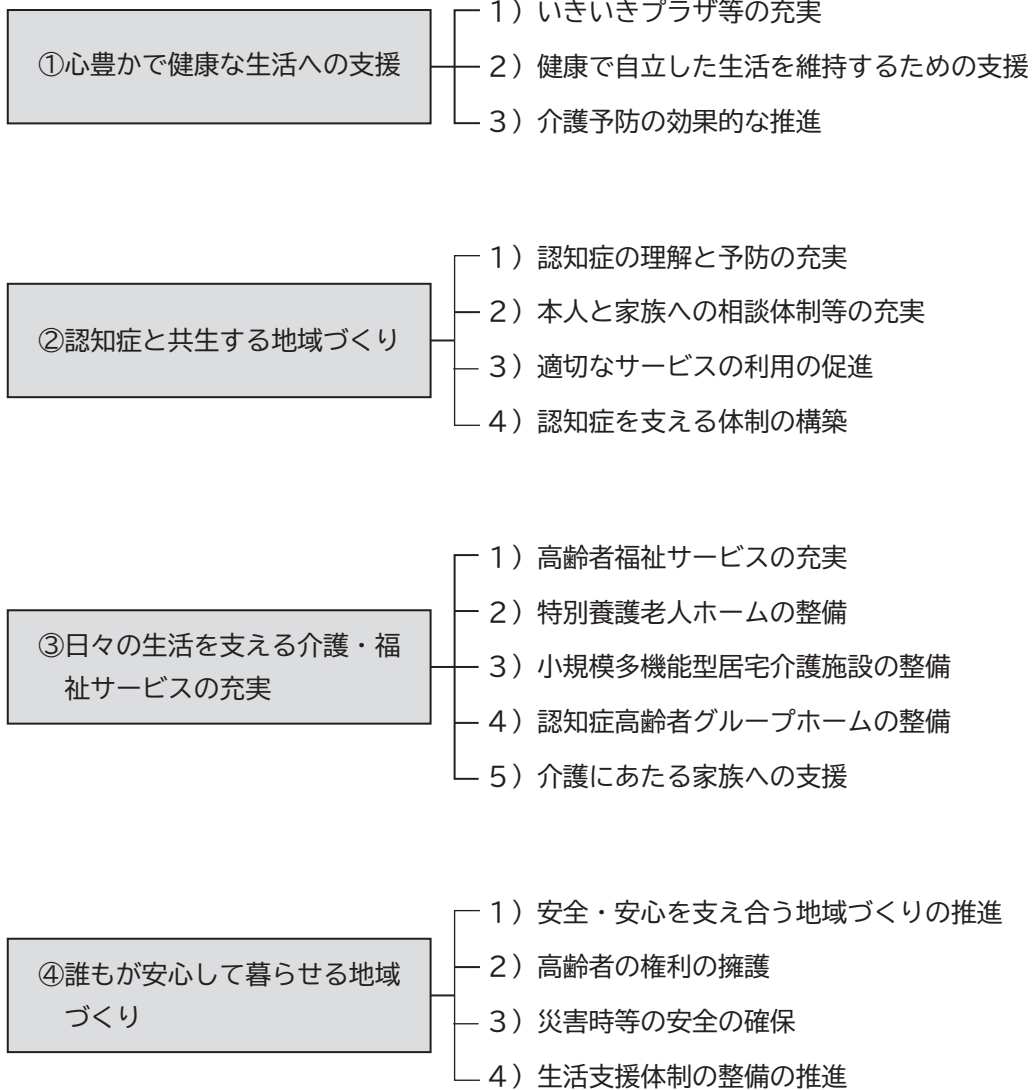 ①心豊かで健康な生活への支援
1）いきいきプラザ等の充実
2）健康で自立した生活を維持するための支援
3）介護予防の効果的な推進
②認知症と共生する地域づくり
1）認知症の理解と予防の充実
2）本人と家族への相談体制等の充実
3）適切なサービスの利用の促進
4）認知症を支える体制の構築
③日々の生活を支える介護・福
祉サービスの充実
1）高齢者福祉サービスの充実
2）特別養護老人ホームの整備
3）小規模多機能型居宅介護施設の整備
4）認知症高齢者グループホームの整備
5）介護にあたる家族への支援
④誰もが安心して暮らせる地域
づくり
1）安全・安心を支え合う地域づくりの推進
2）高齢者の権利の擁護
3）災害時等の安全の確保
4）生活支援体制の整備の推進